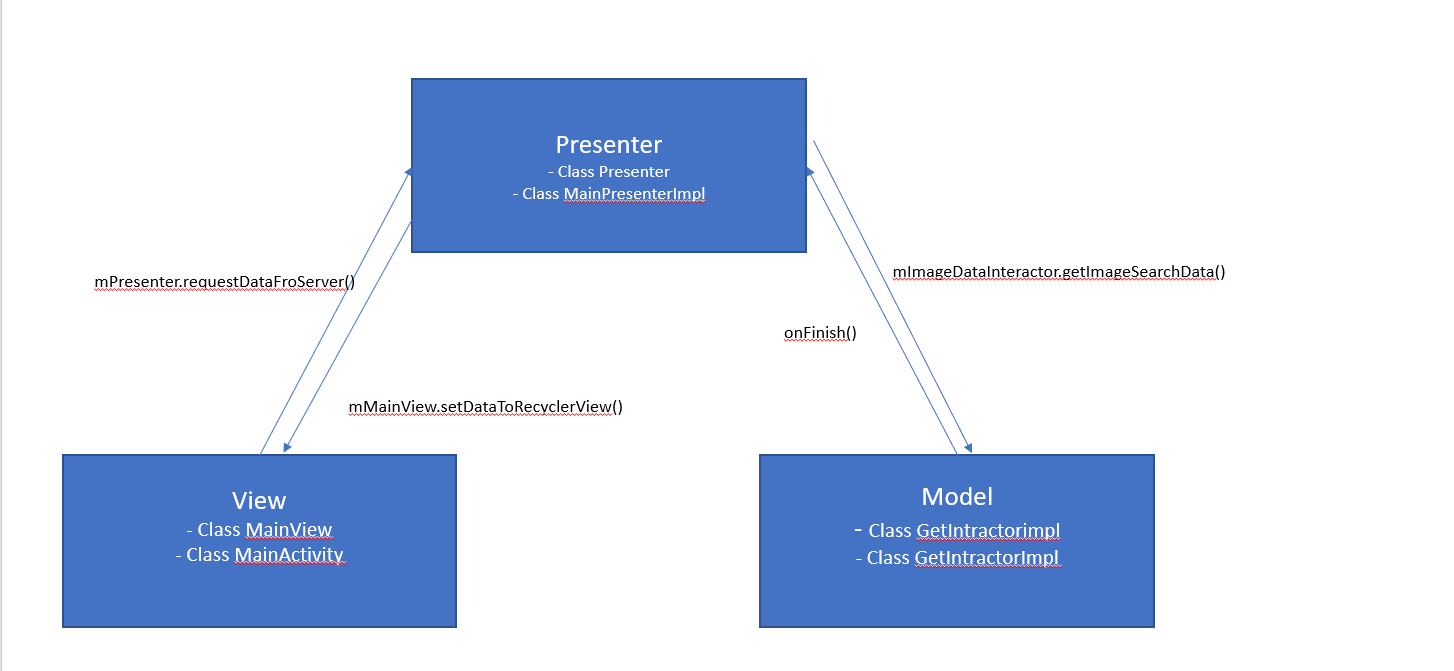 Presenter
- Class Presenter
- Class MainPresenterImpl
mPresenter.requestDataFroServer()
mImageDataInteractor.getImageSearchData()
onFinish()
mMainView.setDataToRecyclerView()
View
- Class MainView
- Class MainActivity
Model
- Class GetIntractorimpl
- Class GetIntractorImpl